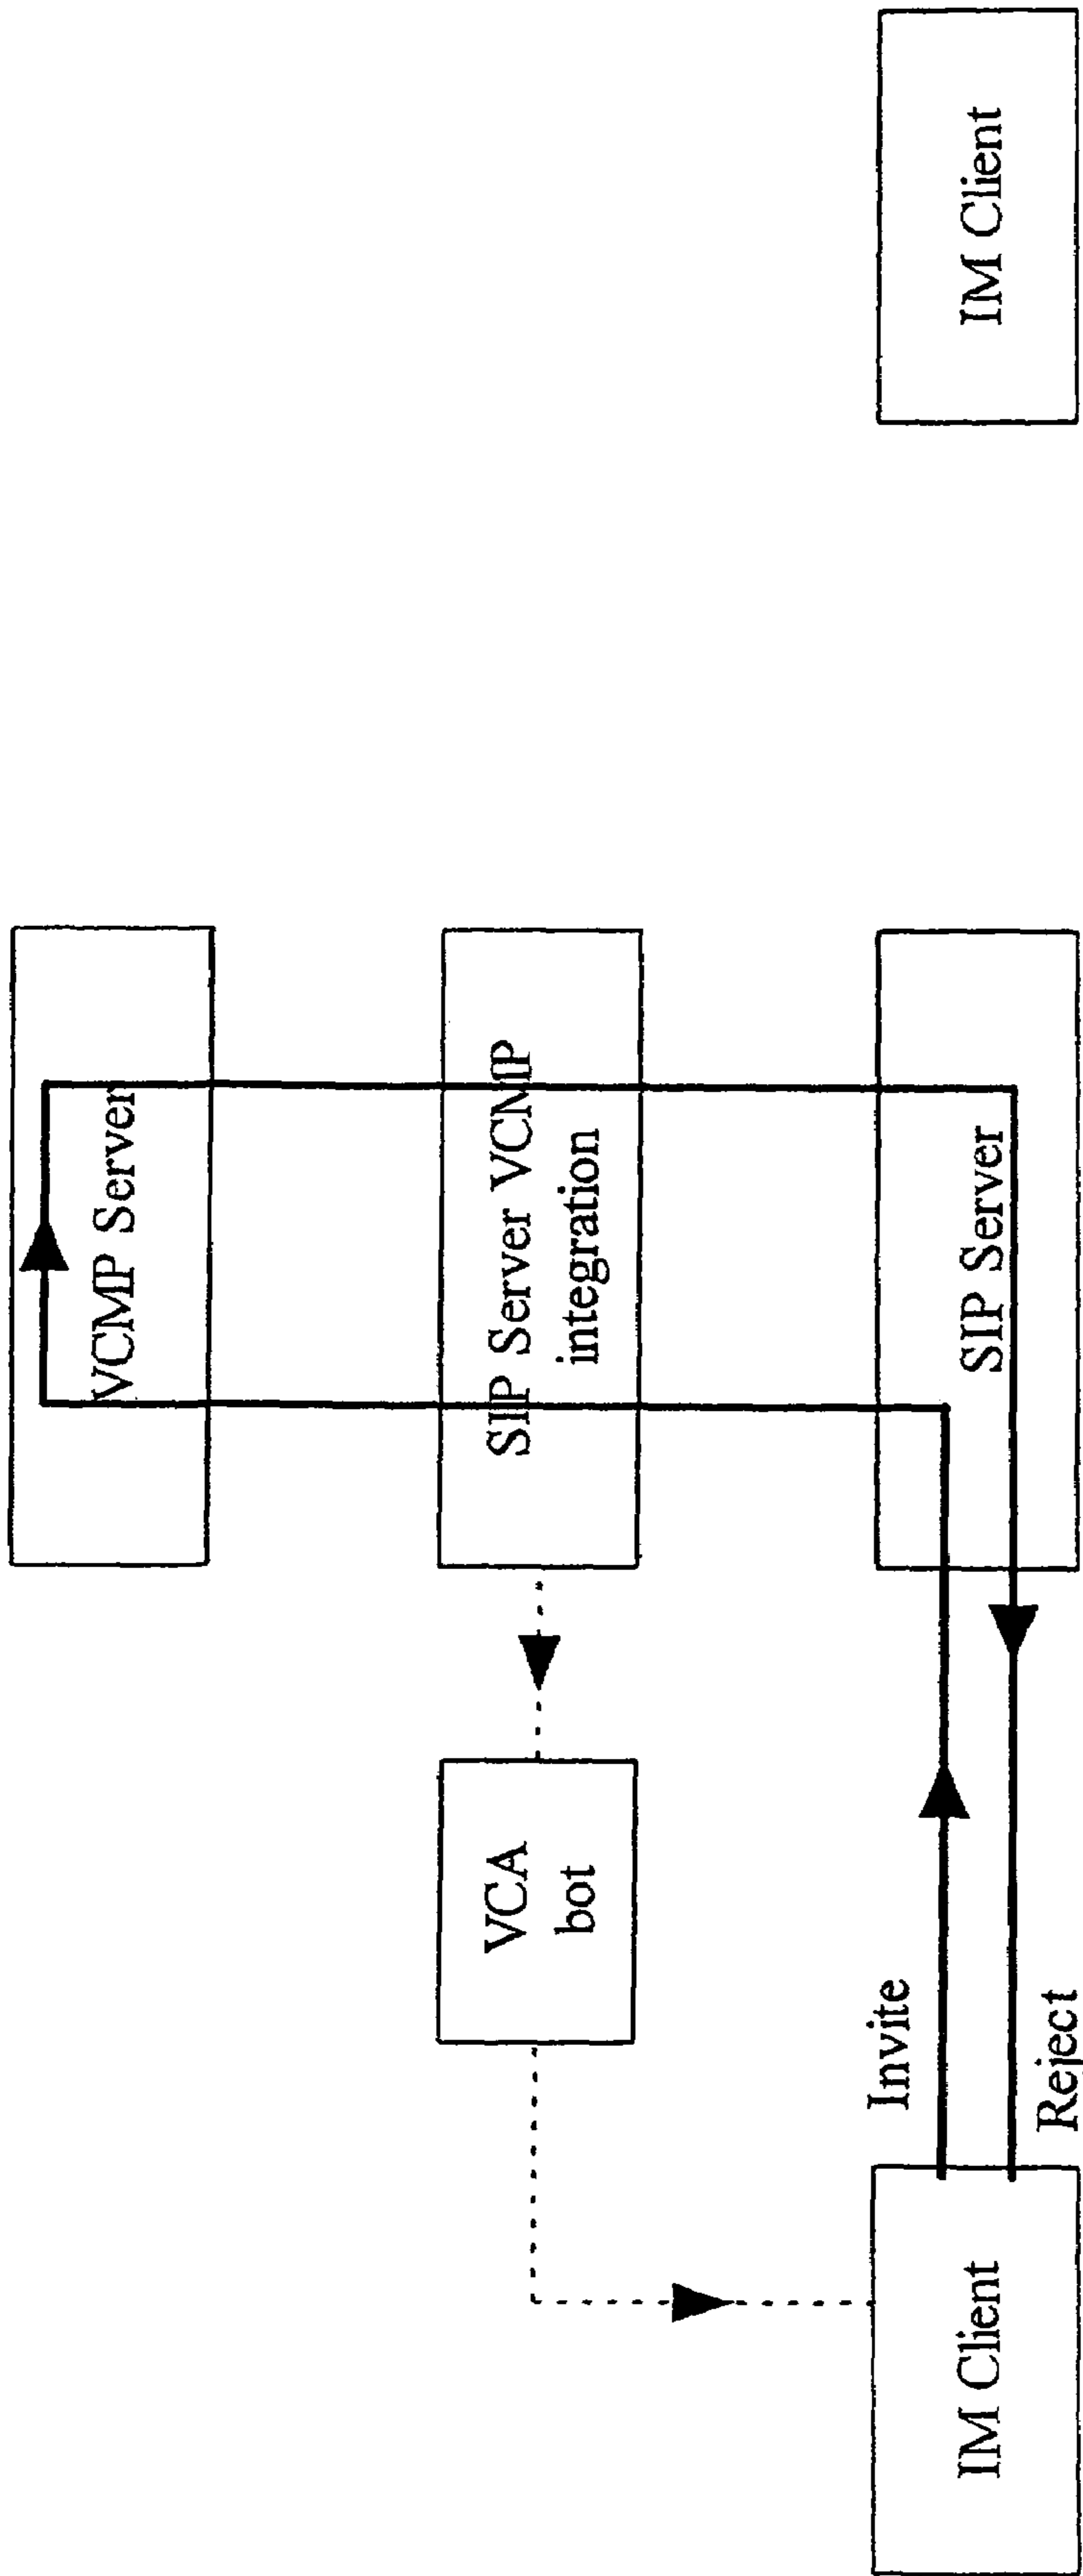 VCMP Server
VCA
bot
SIP Server VCMP
integration
Invite
Reject
IM Client
SIP Server
IM Client